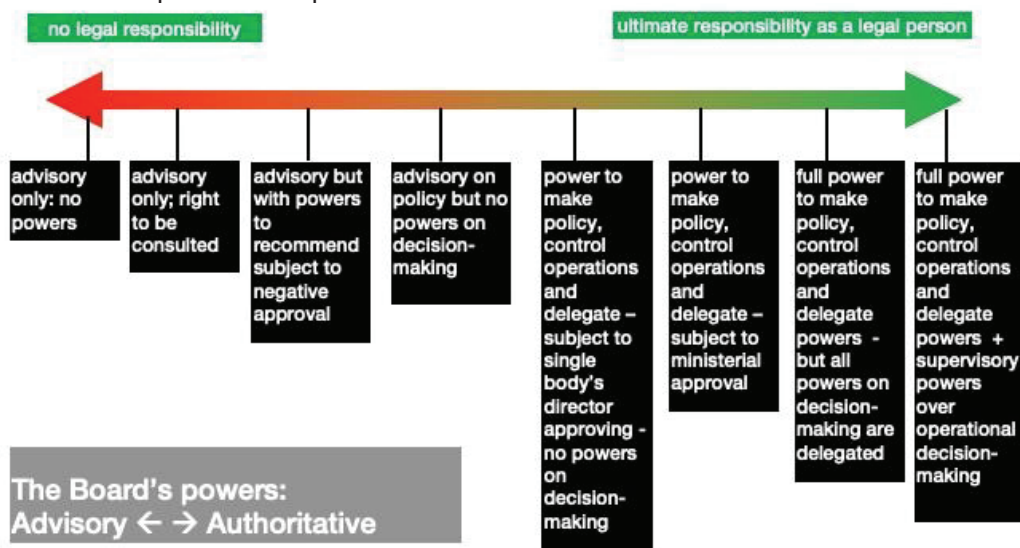 no legal responsibility
ultimate responsibility as a legal person
advisory
only: no
powers
advisory
only; right
to be
consulted
advisory but
with powers
to
recommend
subject to
negative
approval
advisory on
policy but no
powers on
decision-
making
power to
make
policy,
control
operations
and
delegate –
subject to
single
body's
director
approving -
no powers
on
decision-
making
power to
make
policy,
control
operations
and
delegate –
subject to
ministerial
approval
full power
to make
policy,
control
operations
and
delegate
powers -
but all
powers on
decision-
making are
delegated
full power
to make
policy,
control
operations
and
delegate
powers +
supervisory
powers
over
operational
decision-
making
The Board's powers:
Advisory ← → Authoritative